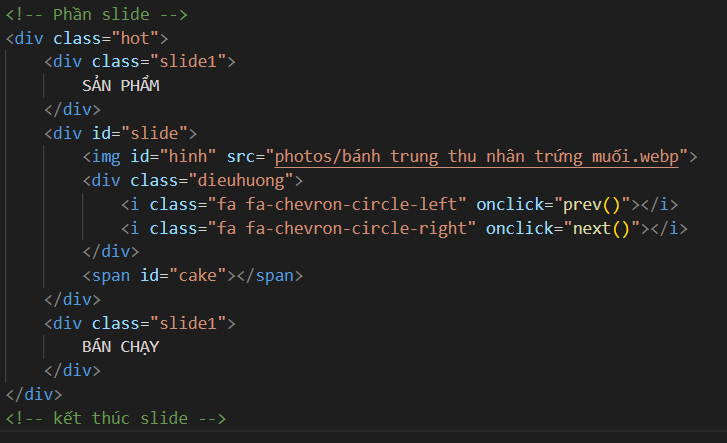 <!-- Phần slide -->
<div class="hot">
    <div class="slide1">
        SẢN PHẨM
    </div>
    <div id="slide">
        <img id="hinh" src="photos/bánh trung thu nhân trứng muối.webp">
        <div class="dieuhuong">
            <i class="fa fa-chevron-circle-left" onclick="prev()"></i>
            <i class="fa fa-chevron-circle-right" onclick="next()"></i>
        </div>
        <span id="cake"></span>
    </div>
    <div class="slide1">
        BÁN CHẠY
    </div>
</div>
<!-- kết thúc slide -->